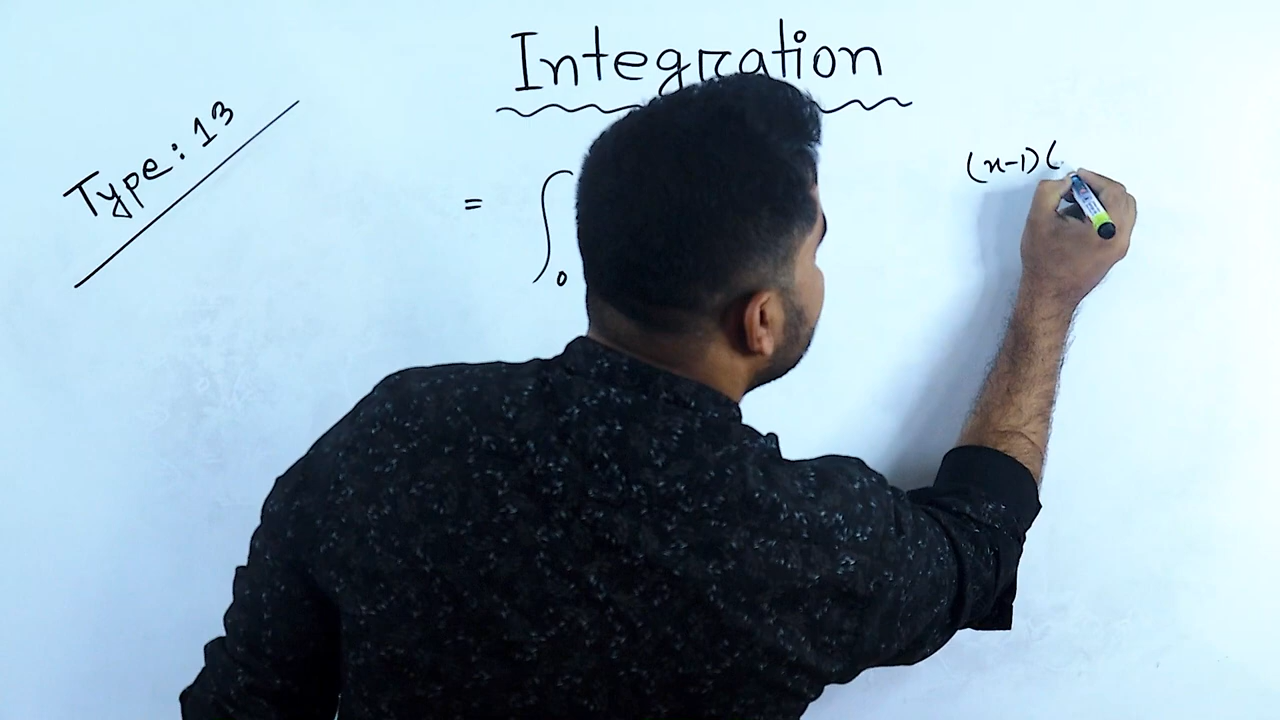 Integration
Type: 13
= ∫₀ (x-1)(